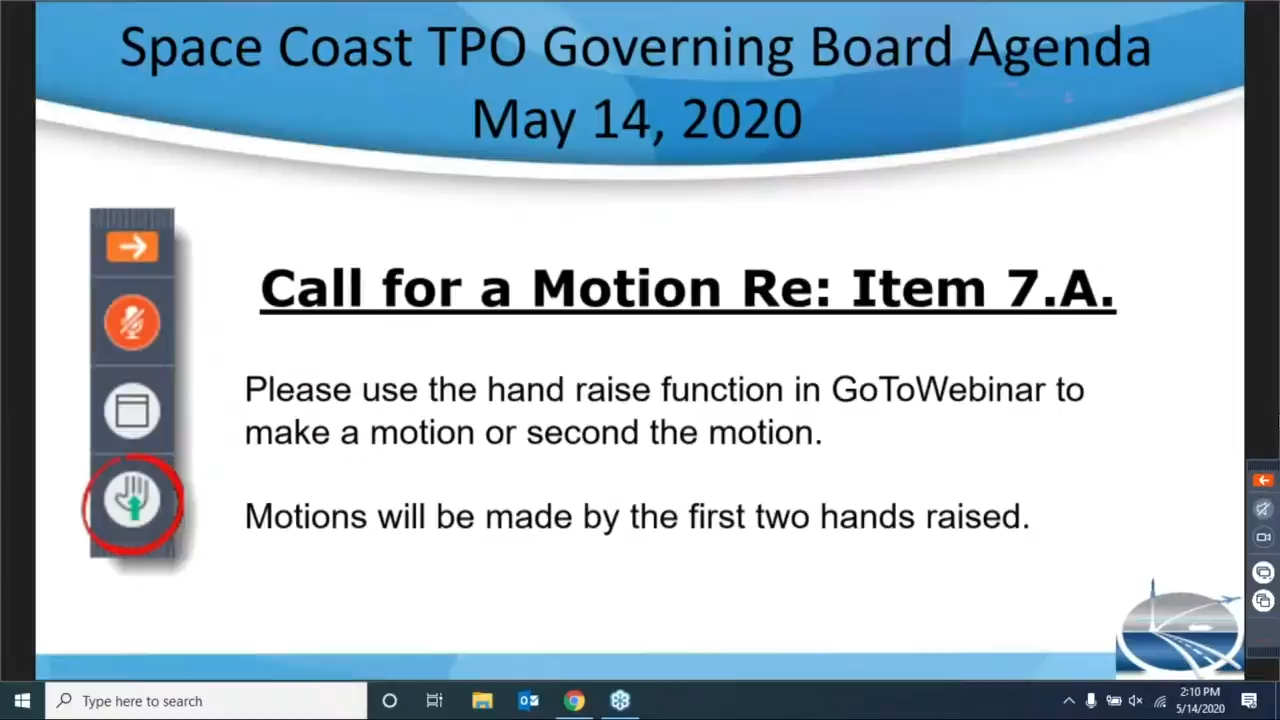 Space Coast TPO Governing Board Agenda
May 14, 2020
Call for a Motion Re: Item 7.A.
Please use the hand raise function in GoToWebinar to
make a motion or second the motion.
Motions will be made by the first two hands raised.
Type here to search
2:10 PM
5/14/2020